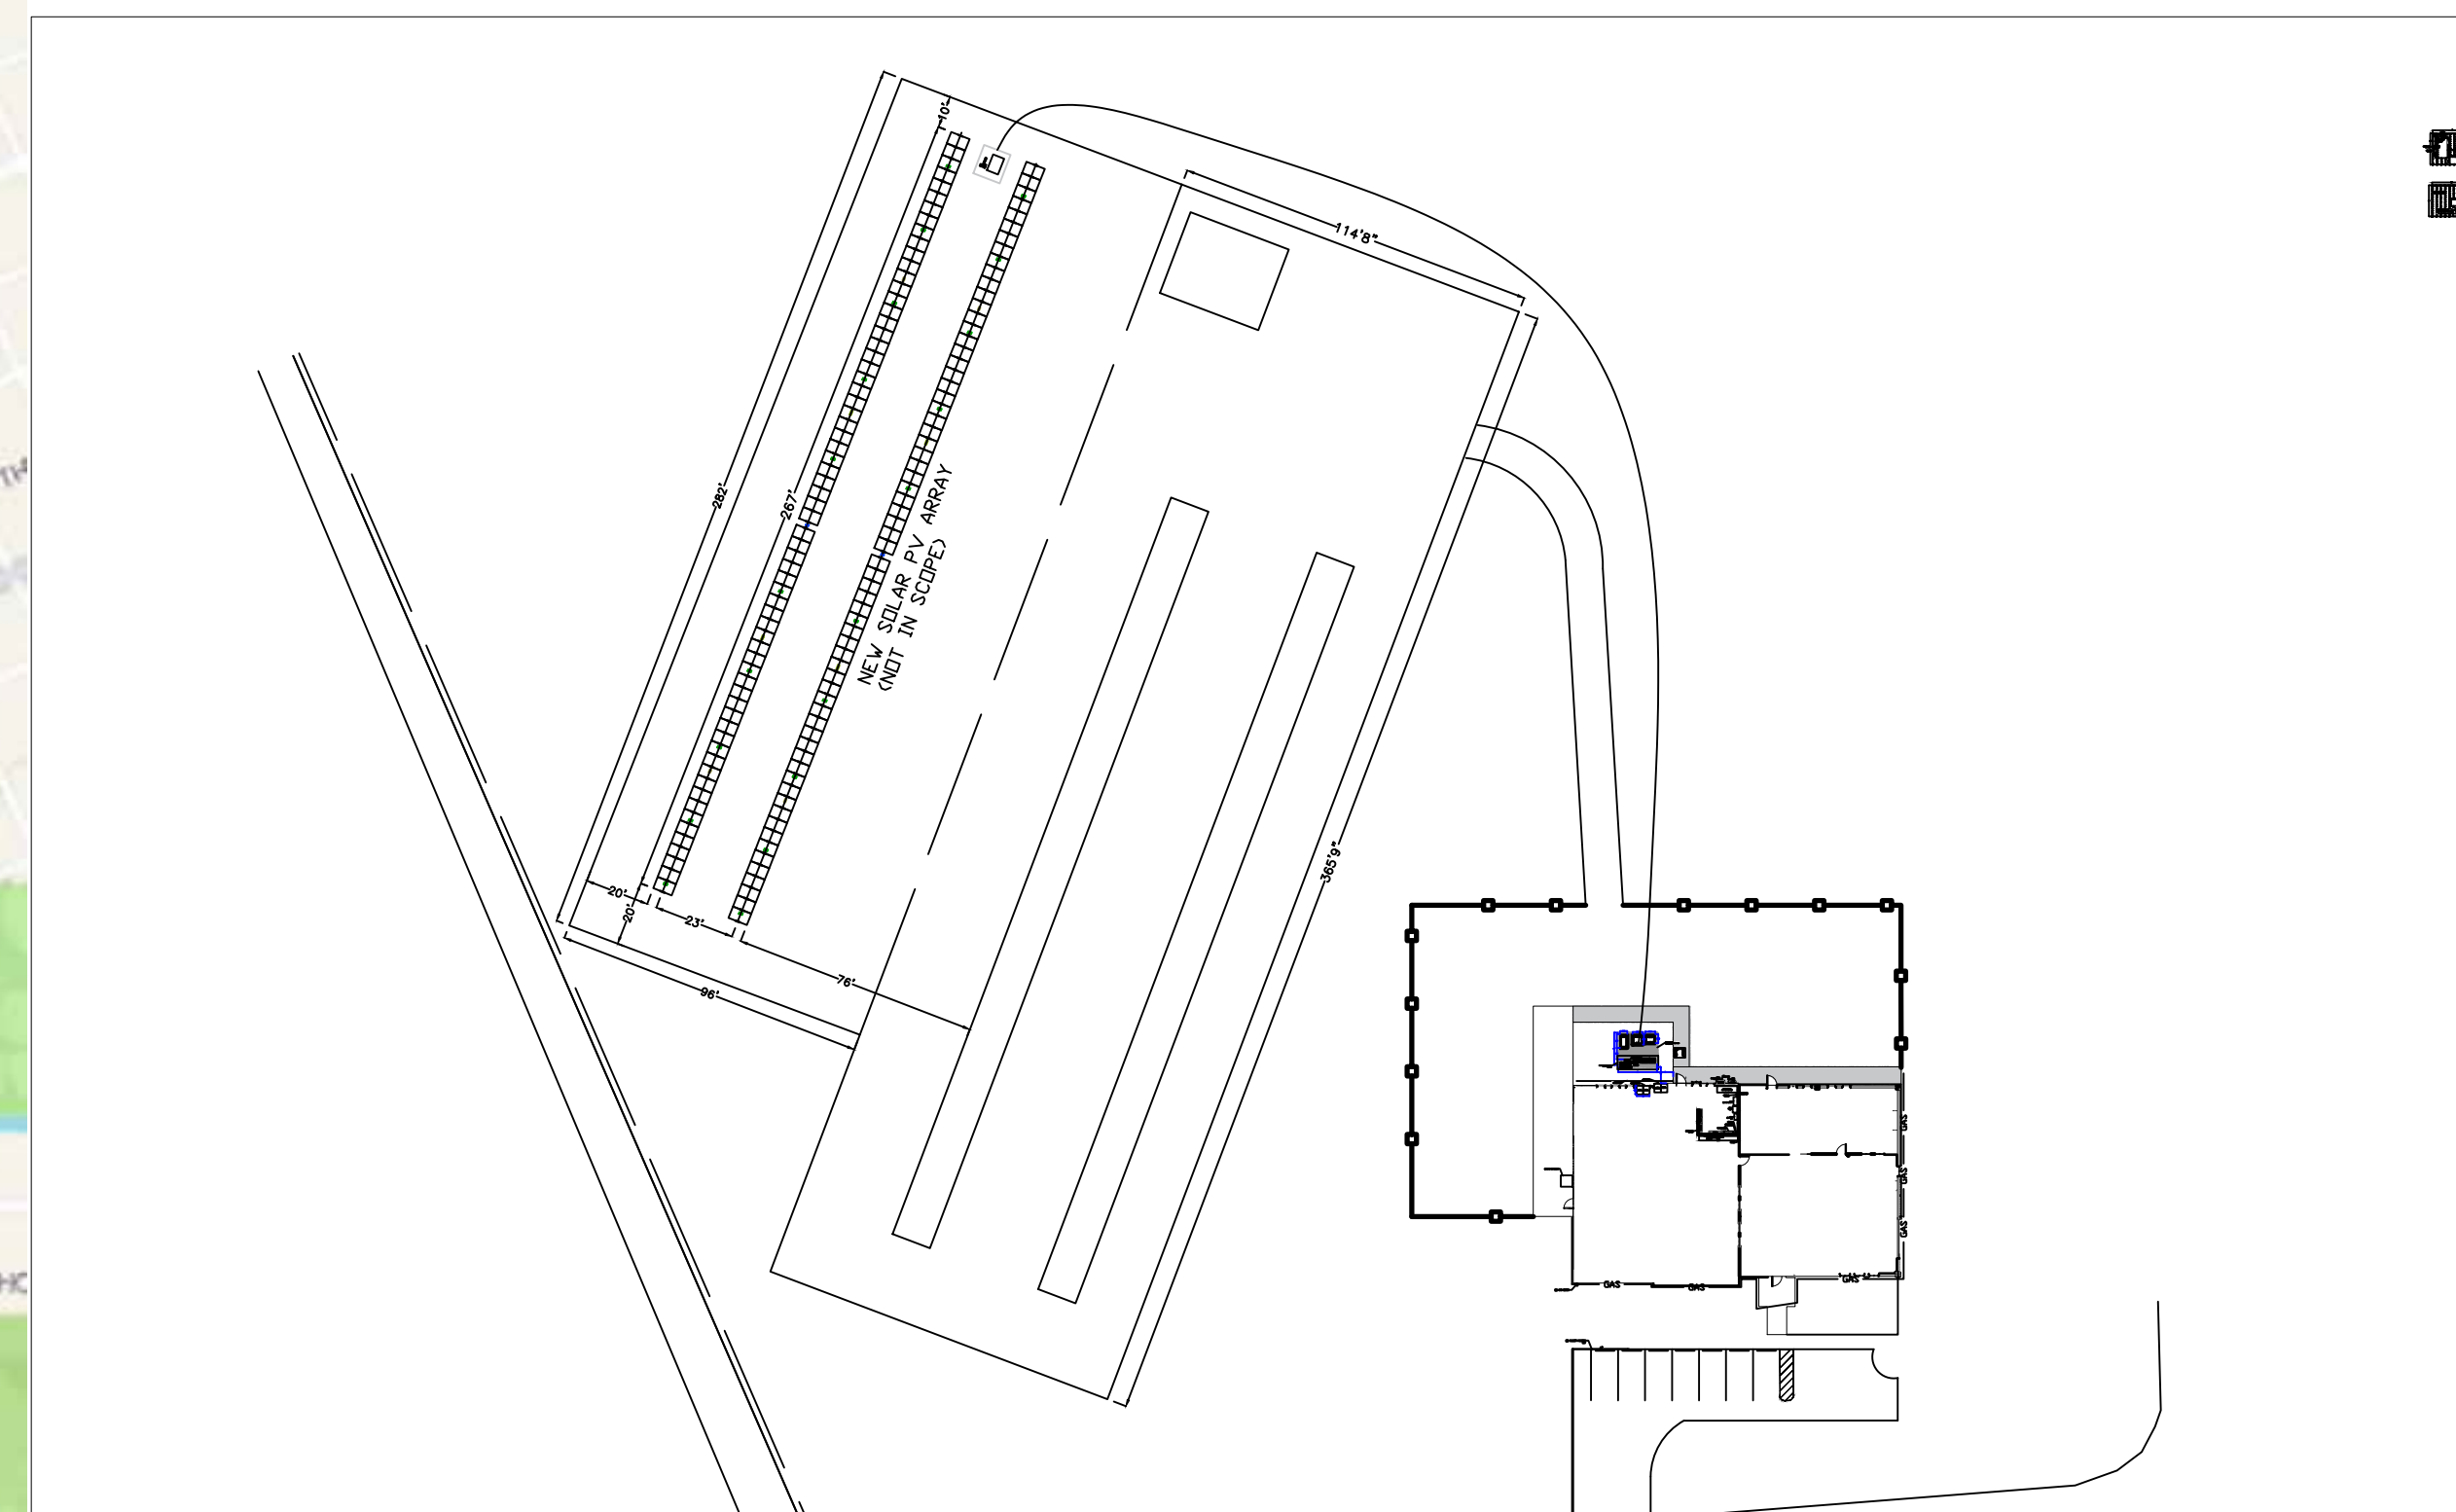 10'
114'8"
282'
267'
NEW SOLAR PV ARRAY
(NOT IN SCOPE)
365'9"
20'
20'
23'
76'
96'
GAS
GAS
GAS
GAS
GAS
GAS